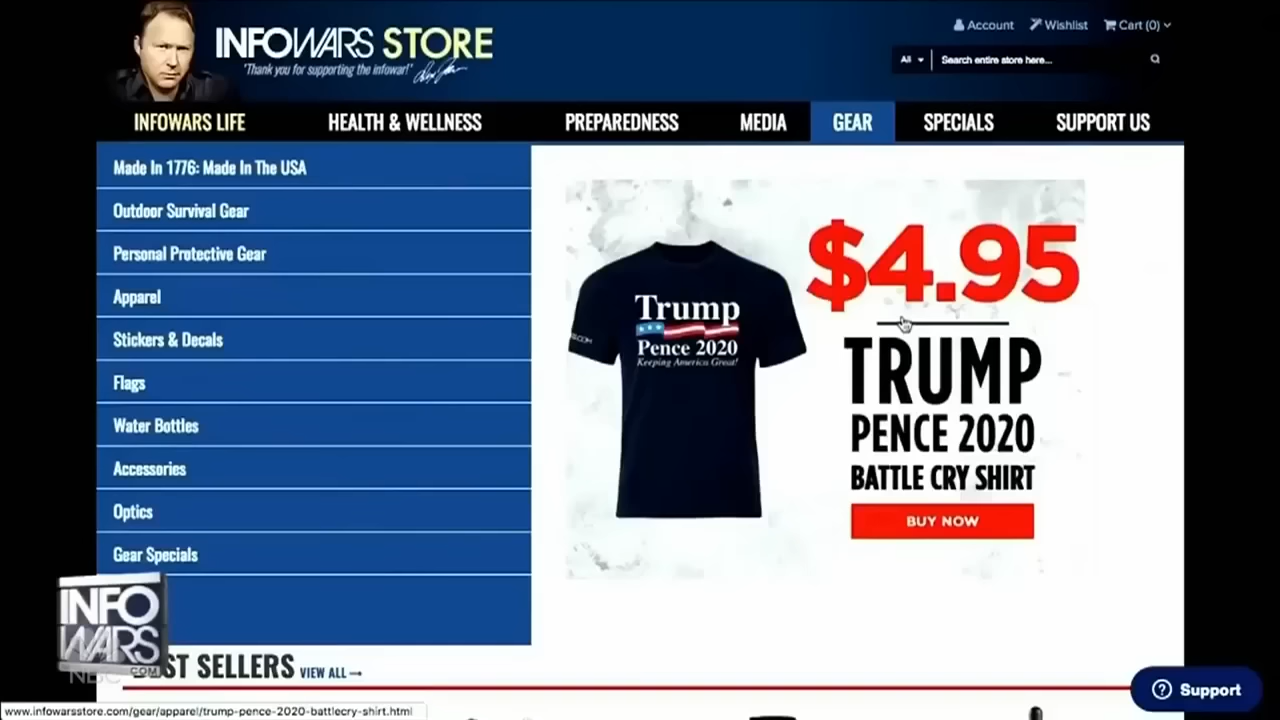 INFOWARS STORE
"Thank you for supporting the infowar!"
Account
Wishlist
Cart (0)
All
Search entire store here...
INFOWARS LIFE
HEALTH & WELLNESS
PREPAREDNESS
MEDIA
GEAR
SPECIALS
SUPPORT US
Made In 1776: Made In The USA
Outdoor Survival Gear
Personal Protective Gear
Apparel
Stickers & Decals
Flags
Water Bottles
Accessories
Optics
Gear Specials
Trump
Pence 2020
Keeping America Great!
$4.95
TRUMP
PENCE 2020
BATTLE CRY SHIRT
BUY NOW
INFO
WARS
.COM
NBC
ST SELLERS VIEW ALL
Support
www.infowarsstore.com/gear/apparel/trump-pence-2020-battlecry-shirt.html